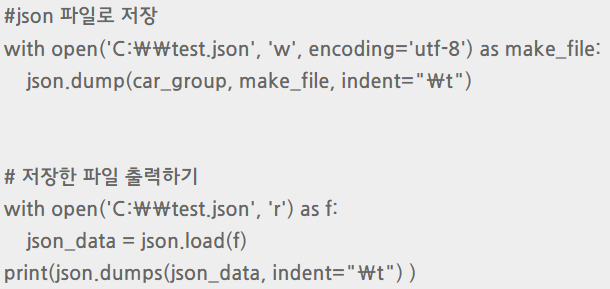 #json 파일로 저장
with open('C:₩₩test.json', 'w', encoding='utf-8') as make_file:
    json.dump(car_group, make_file, indent="₩t")
# 저장한 파일 출력하기
with open('C:₩₩test.json', 'r') as f:
    json_data = json.load(f)
print(json.dumps(json_data, indent="₩t") )